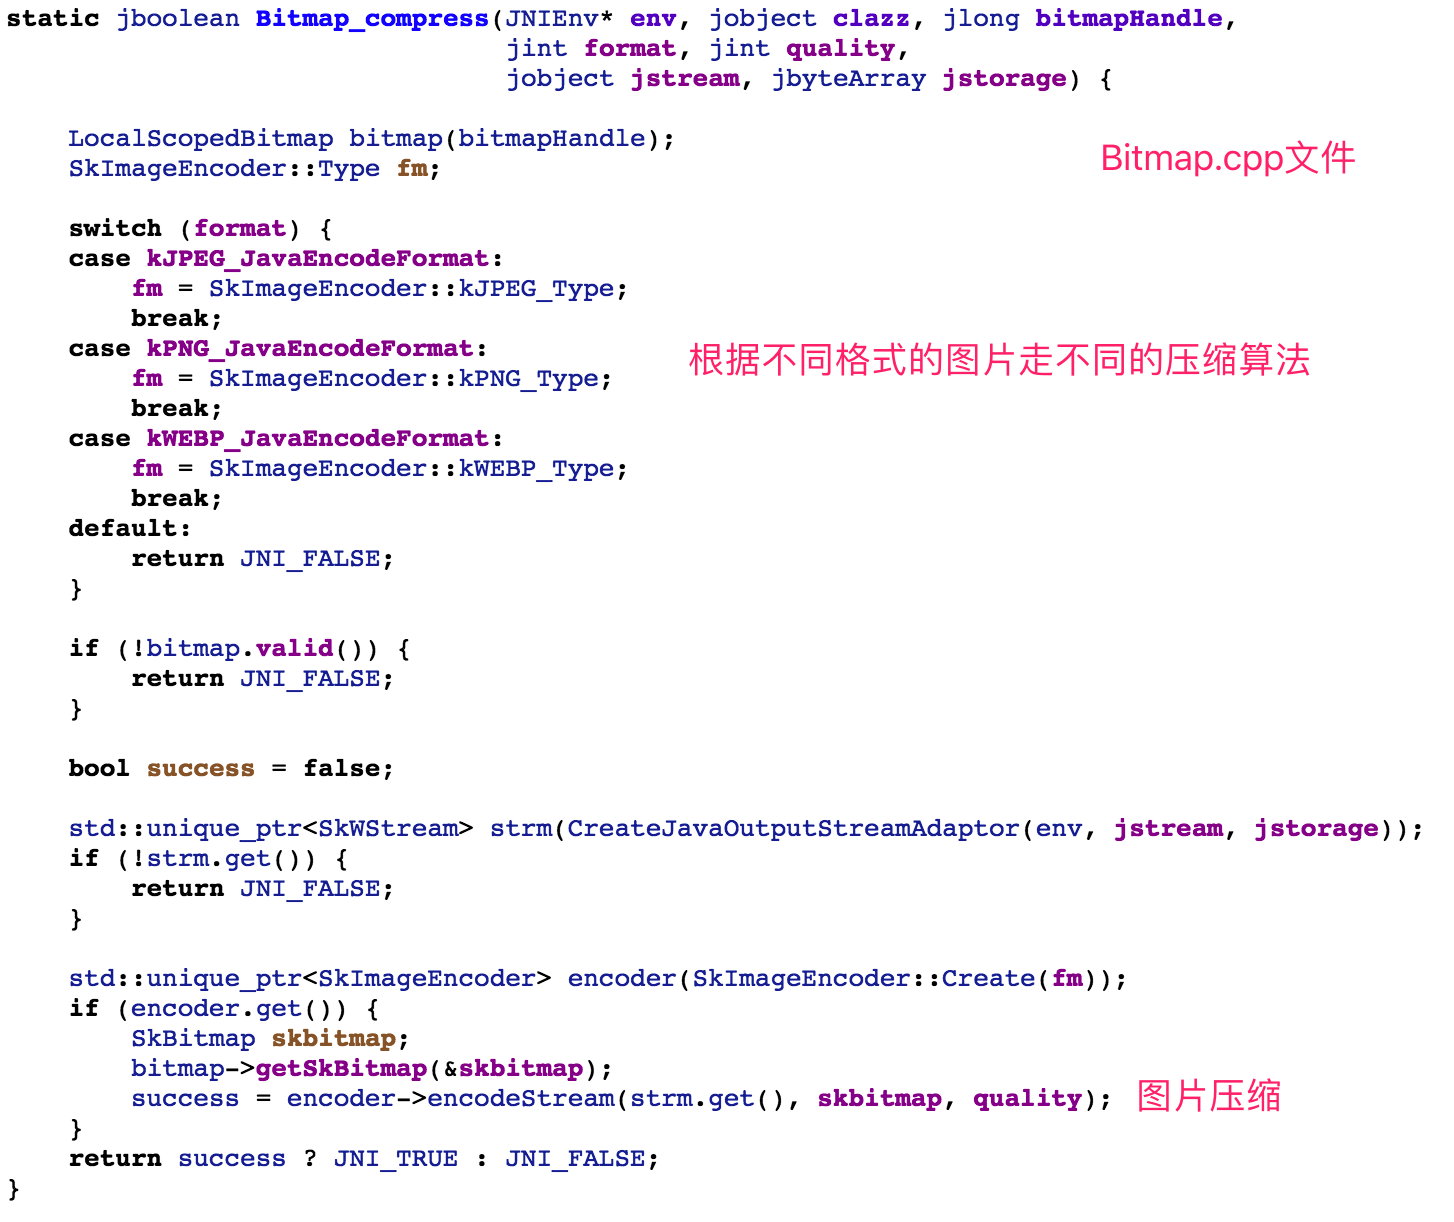 static jboolean Bitmap_compress(JNIEnv* env, jobject clazz, jlong bitmapHandle,
                                jint format, jint quality,
                                jobject jstream, jbyteArray jstorage) {
    LocalScopedBitmap bitmap(bitmapHandle);
Bitmap.cpp文件
    SkImageEncoder::Type fm;
    switch (format) {
    case kJPEG_JavaEncodeFormat:
        fm = SkImageEncoder::kJPEG_Type;
        break;
    case kPNG_JavaEncodeFormat:
根据不同格式的图片走不同的压缩算法
        fm = SkImageEncoder::kPNG_Type;
        break;
    case kWEBP_JavaEncodeFormat:
        fm = SkImageEncoder::kWEBP_Type;
        break;
    default:
        return JNI_FALSE;
    }
    if (!bitmap.valid()) {
        return JNI_FALSE;
    }
    bool success = false;
    std::unique_ptr<SkWStream> strm(CreateJavaOutputStreamAdaptor(env, jstream, jstorage));
    if (!strm.get()) {
        return JNI_FALSE;
    }
    std::unique_ptr<SkImageEncoder> encoder(SkImageEncoder::Create(fm));
    if (encoder.get()) {
        SkBitmap skbitmap;
        bitmap->getSkBitmap(&skbitmap);
        success = encoder->encodeStream(strm.get(), skbitmap, quality);
图片压缩
    }
    return success ? JNI_TRUE : JNI_FALSE;
}